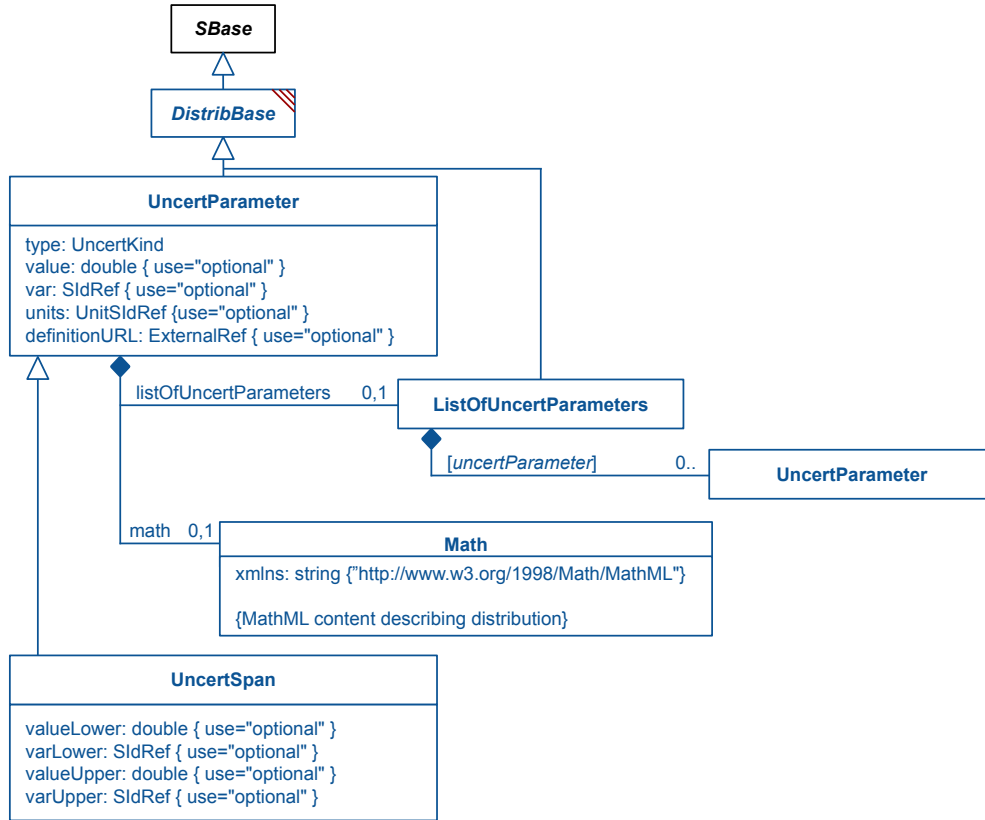 SBase
DistribBase
UncertParameter
type: UncertKind
value: double { use="optional" }
var: SIdRef { use="optional" }
units: UnitSIdRef {use="optional" }
definitionURL: ExternalRef { use="optional" }
listOfUncertParameters 0,1
ListOfUncertParameters
[uncertParameter] 0..
UncertParameter
math 0,1
Math
xmlns: string {”http://www.w3.org/1998/Math/MathML"}
{MathML content describing distribution}
UncertSpan
valueLower: double { use="optional" }
varLower: SIdRef { use="optional" }
valueUpper: double { use="optional" }
varUpper: SIdRef { use="optional" }